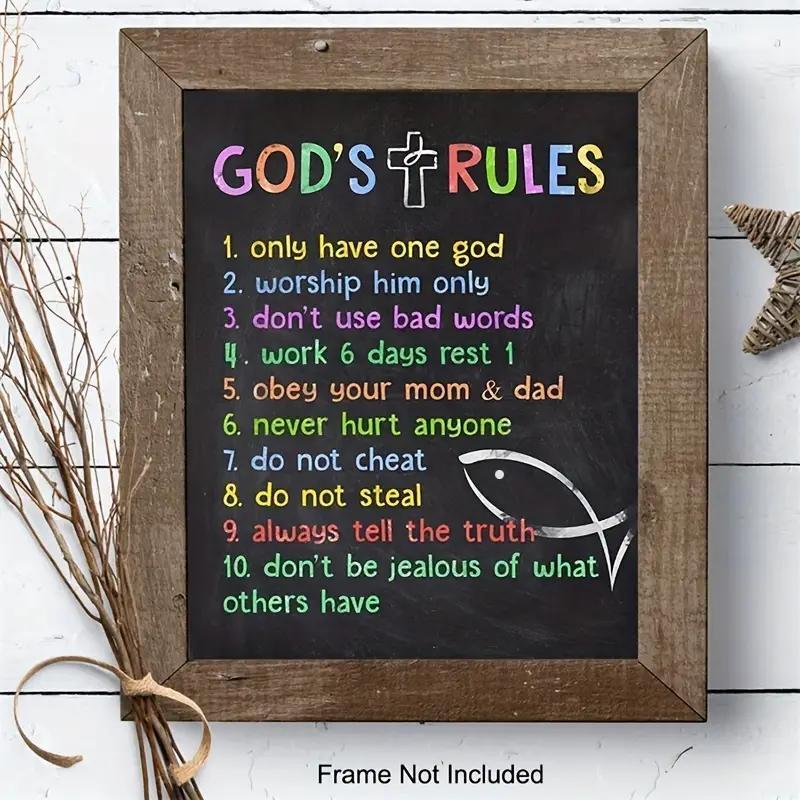 GOD'S RULES
1. only have one god
2. worship him only
3. don't use bad words
4. work 6 days rest 1
5. obey your mom & dad
6. never hurt anyone
7. do not cheat
8. do not steal
9. always tell the truth
10. don't be jealous of what
others have
Frame Not Included